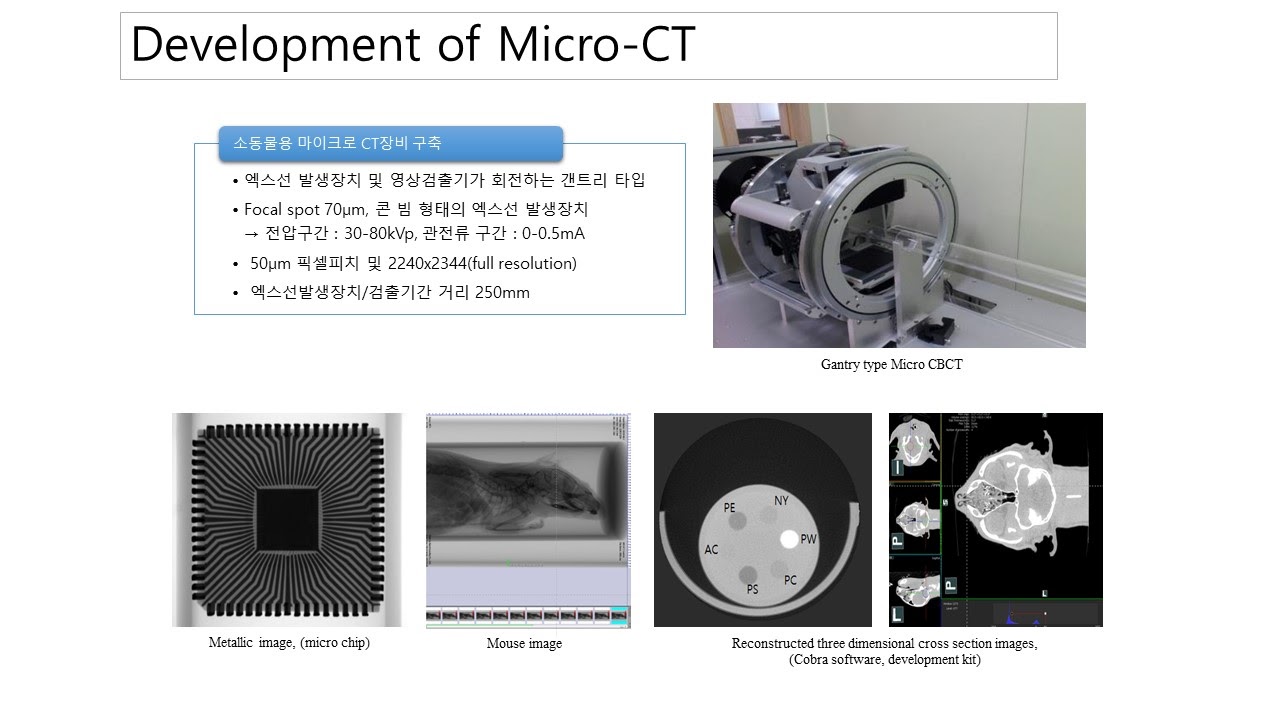 Development of Micro-CT
소동물용 마이크로 CT장비 구축
• 엑스선 발생장치 및 영상검출기가 회전하는 갠트리 타입
• Focal spot 70μm, 콘 빔 형태의 엑스선 발생장치
→ 전압구간 : 30-80kVp, 관전류 구간 : 0-0.5mA
• 50μm 픽셀피치 및 2240x2344(full resolution)
• 엑스선발생장치/검출기간 거리 250mm
Gantry type Micro CBCT
PE
NY
AC
PW
PS
PC
P
P
Metallic image, (micro chip)
Mouse image
Reconstructed three dimensional cross section images,
(Cobra software, development kit)